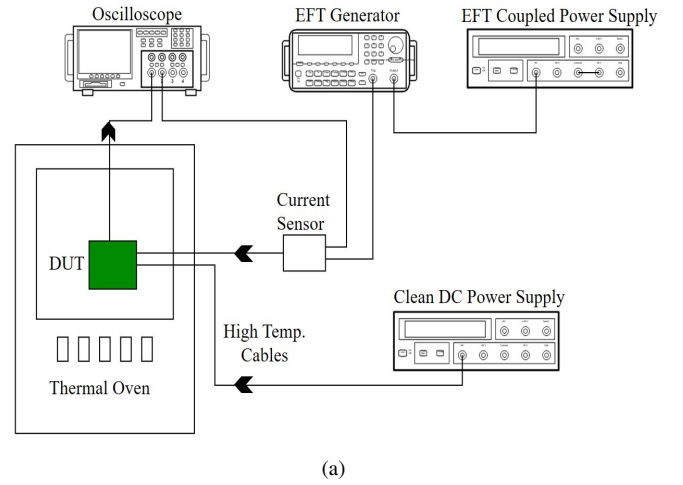 Oscilloscope
EFT Generator
EFT Coupled Power Supply
Current
Sensor
DUT
Clean DC Power Supply
High Temp.
Cables
Thermal Oven
(a)